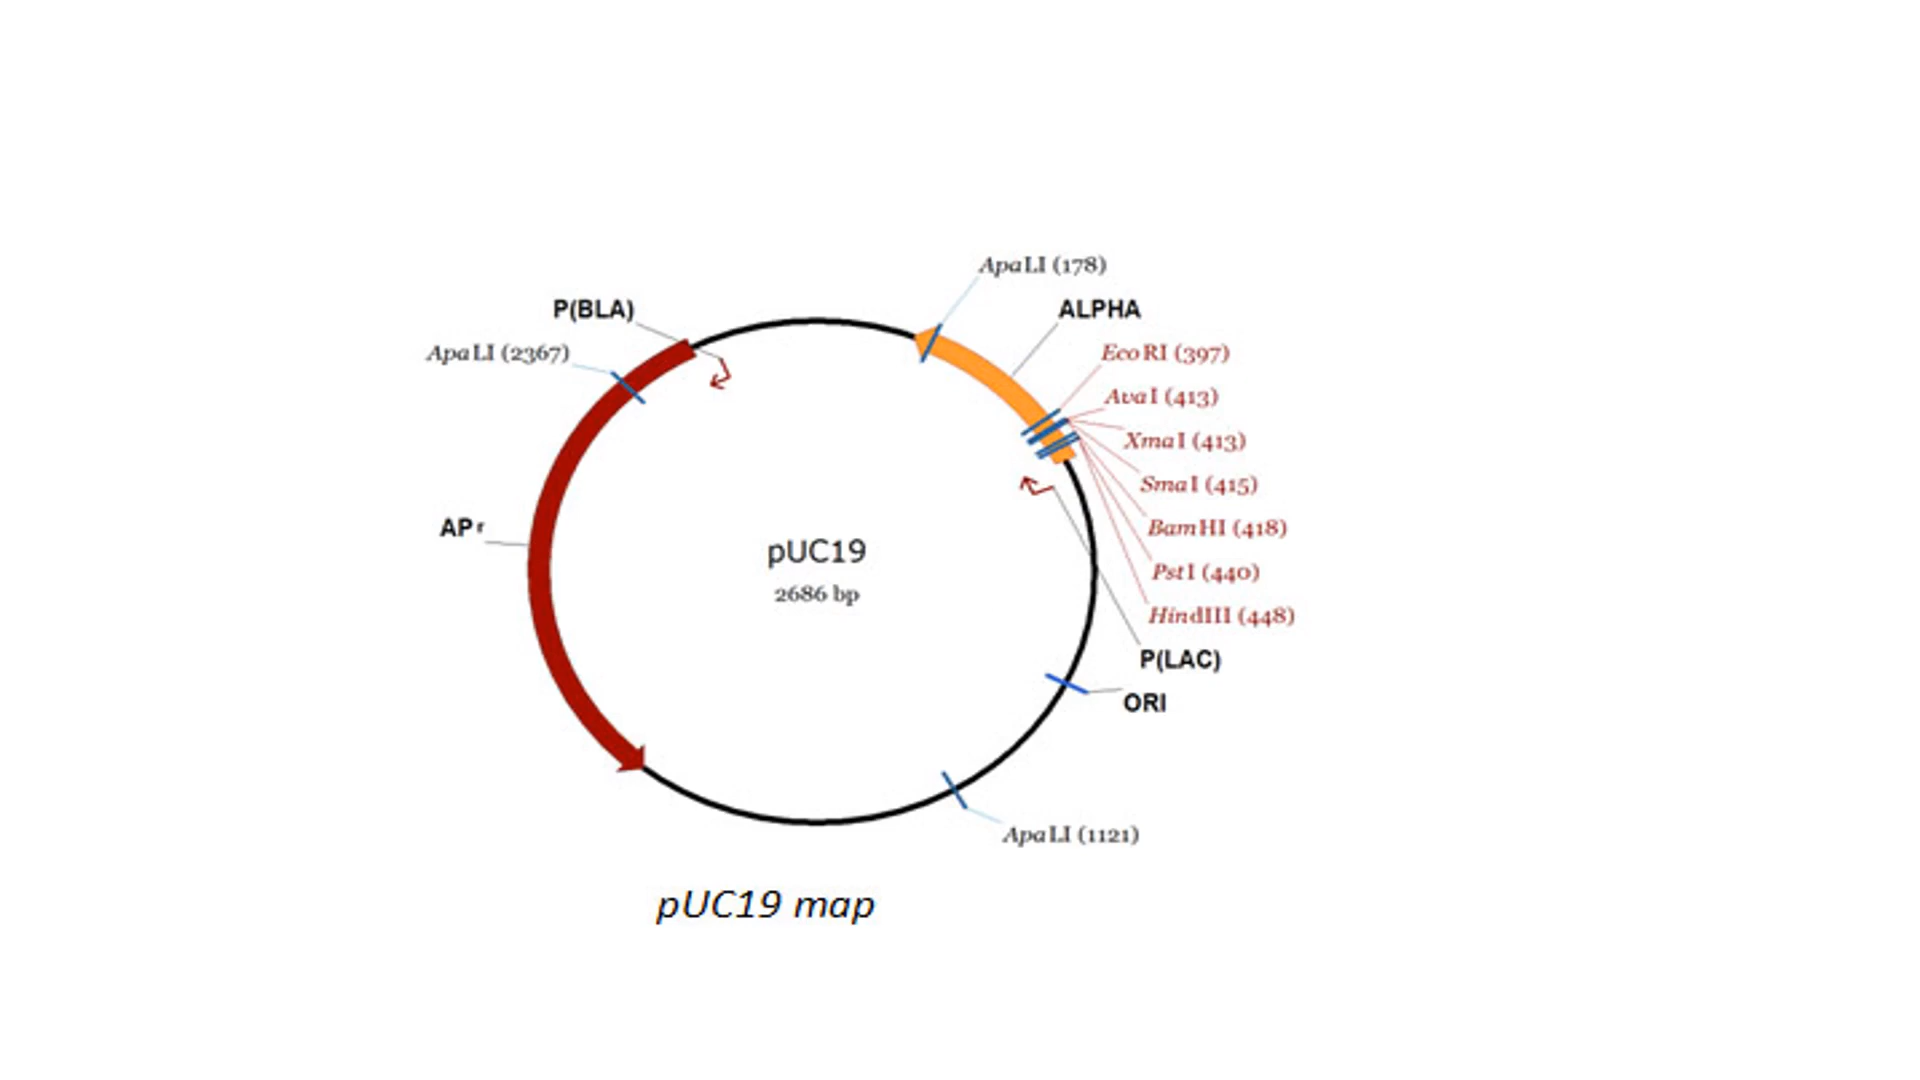 ApaLI (178)
P(BLA)
ALPHA
ApaLI (2367)
EcoRI (397)
AvaI (413)
XmaI (413)
SmaI (415)
APr
BamHI (418)
pUC19
PstI (440)
2686 bp
HindIII (448)
P(LAC)
ORI
ApaLI (1121)
pUC19 map